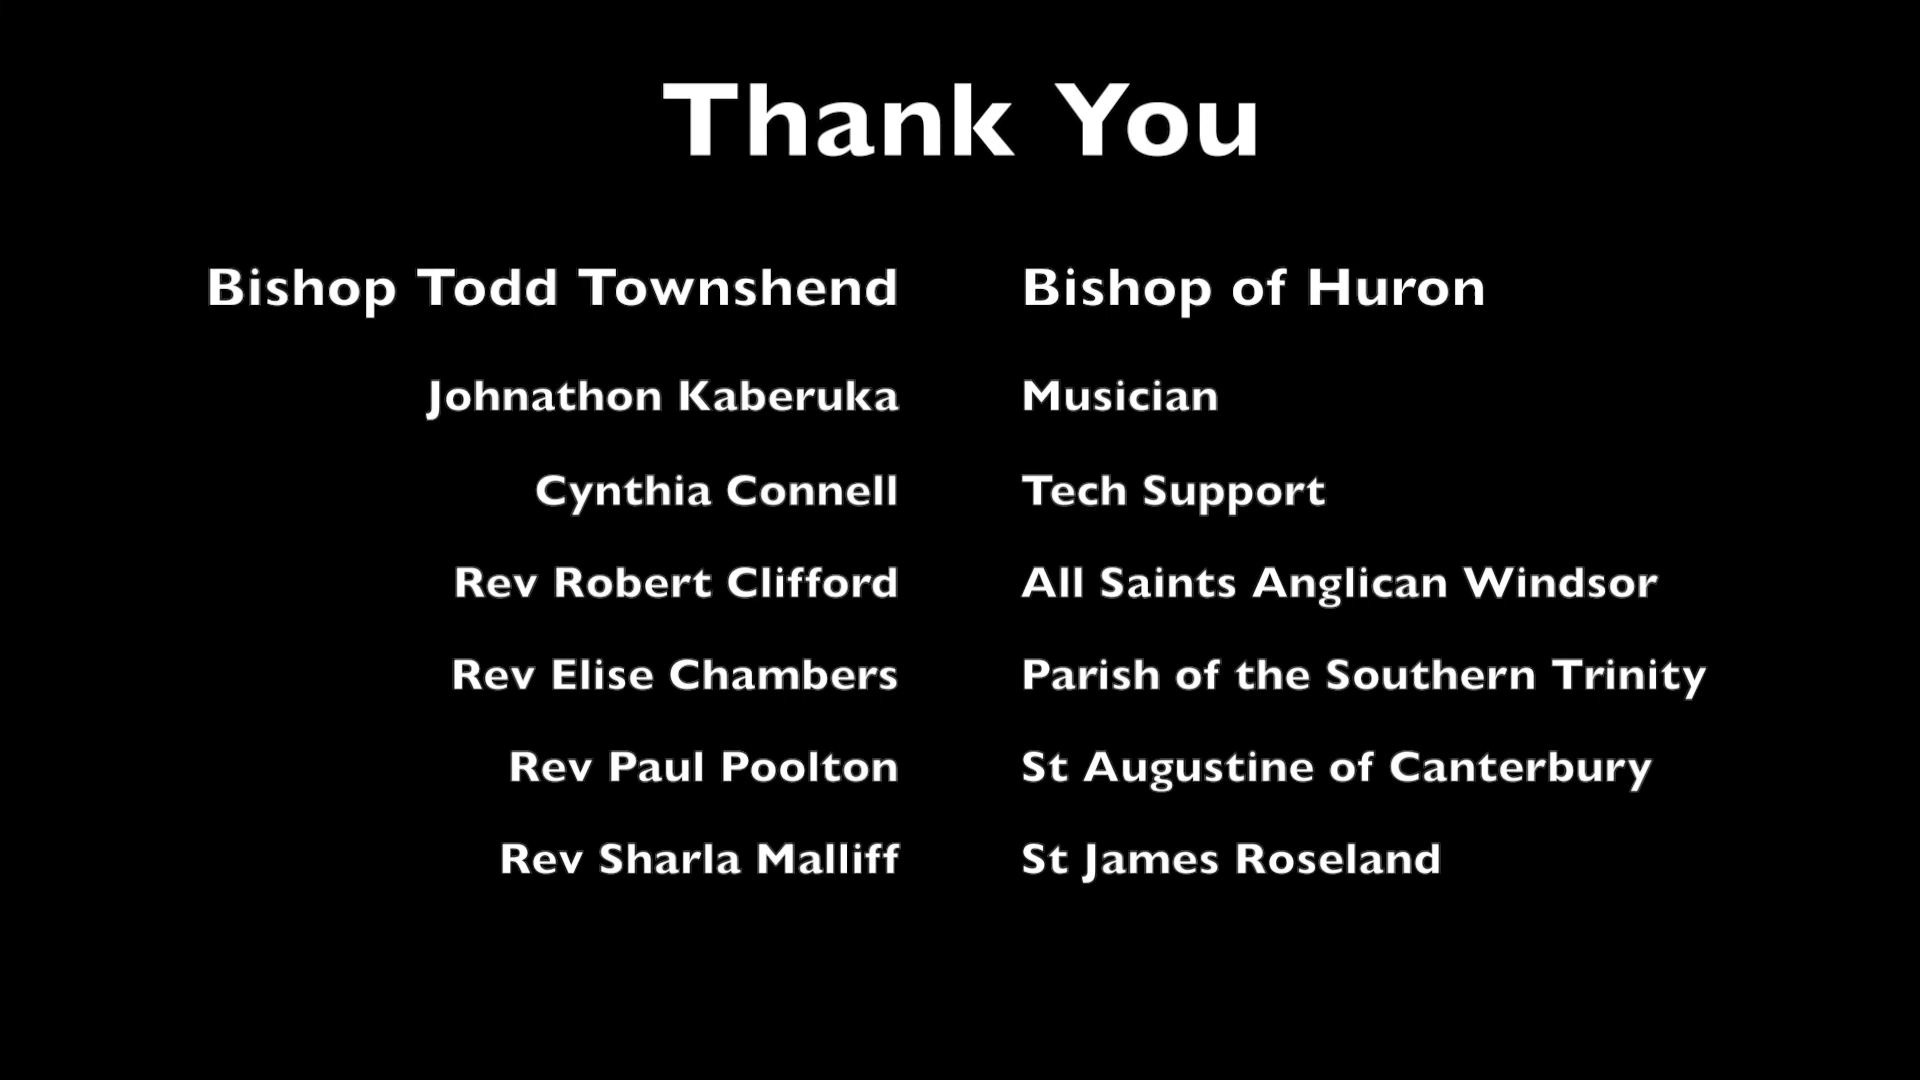 Thank You
Bishop Todd Townshend Bishop of Huron
Johnathon Kaberuka Musician
Cynthia Connell Tech Support
Rev Robert Clifford All Saints Anglican Windsor
Rev Elise Chambers Parish of the Southern Trinity
Rev Paul Poolton St Augustine of Canterbury
Rev Sharla Malliff St James Roseland